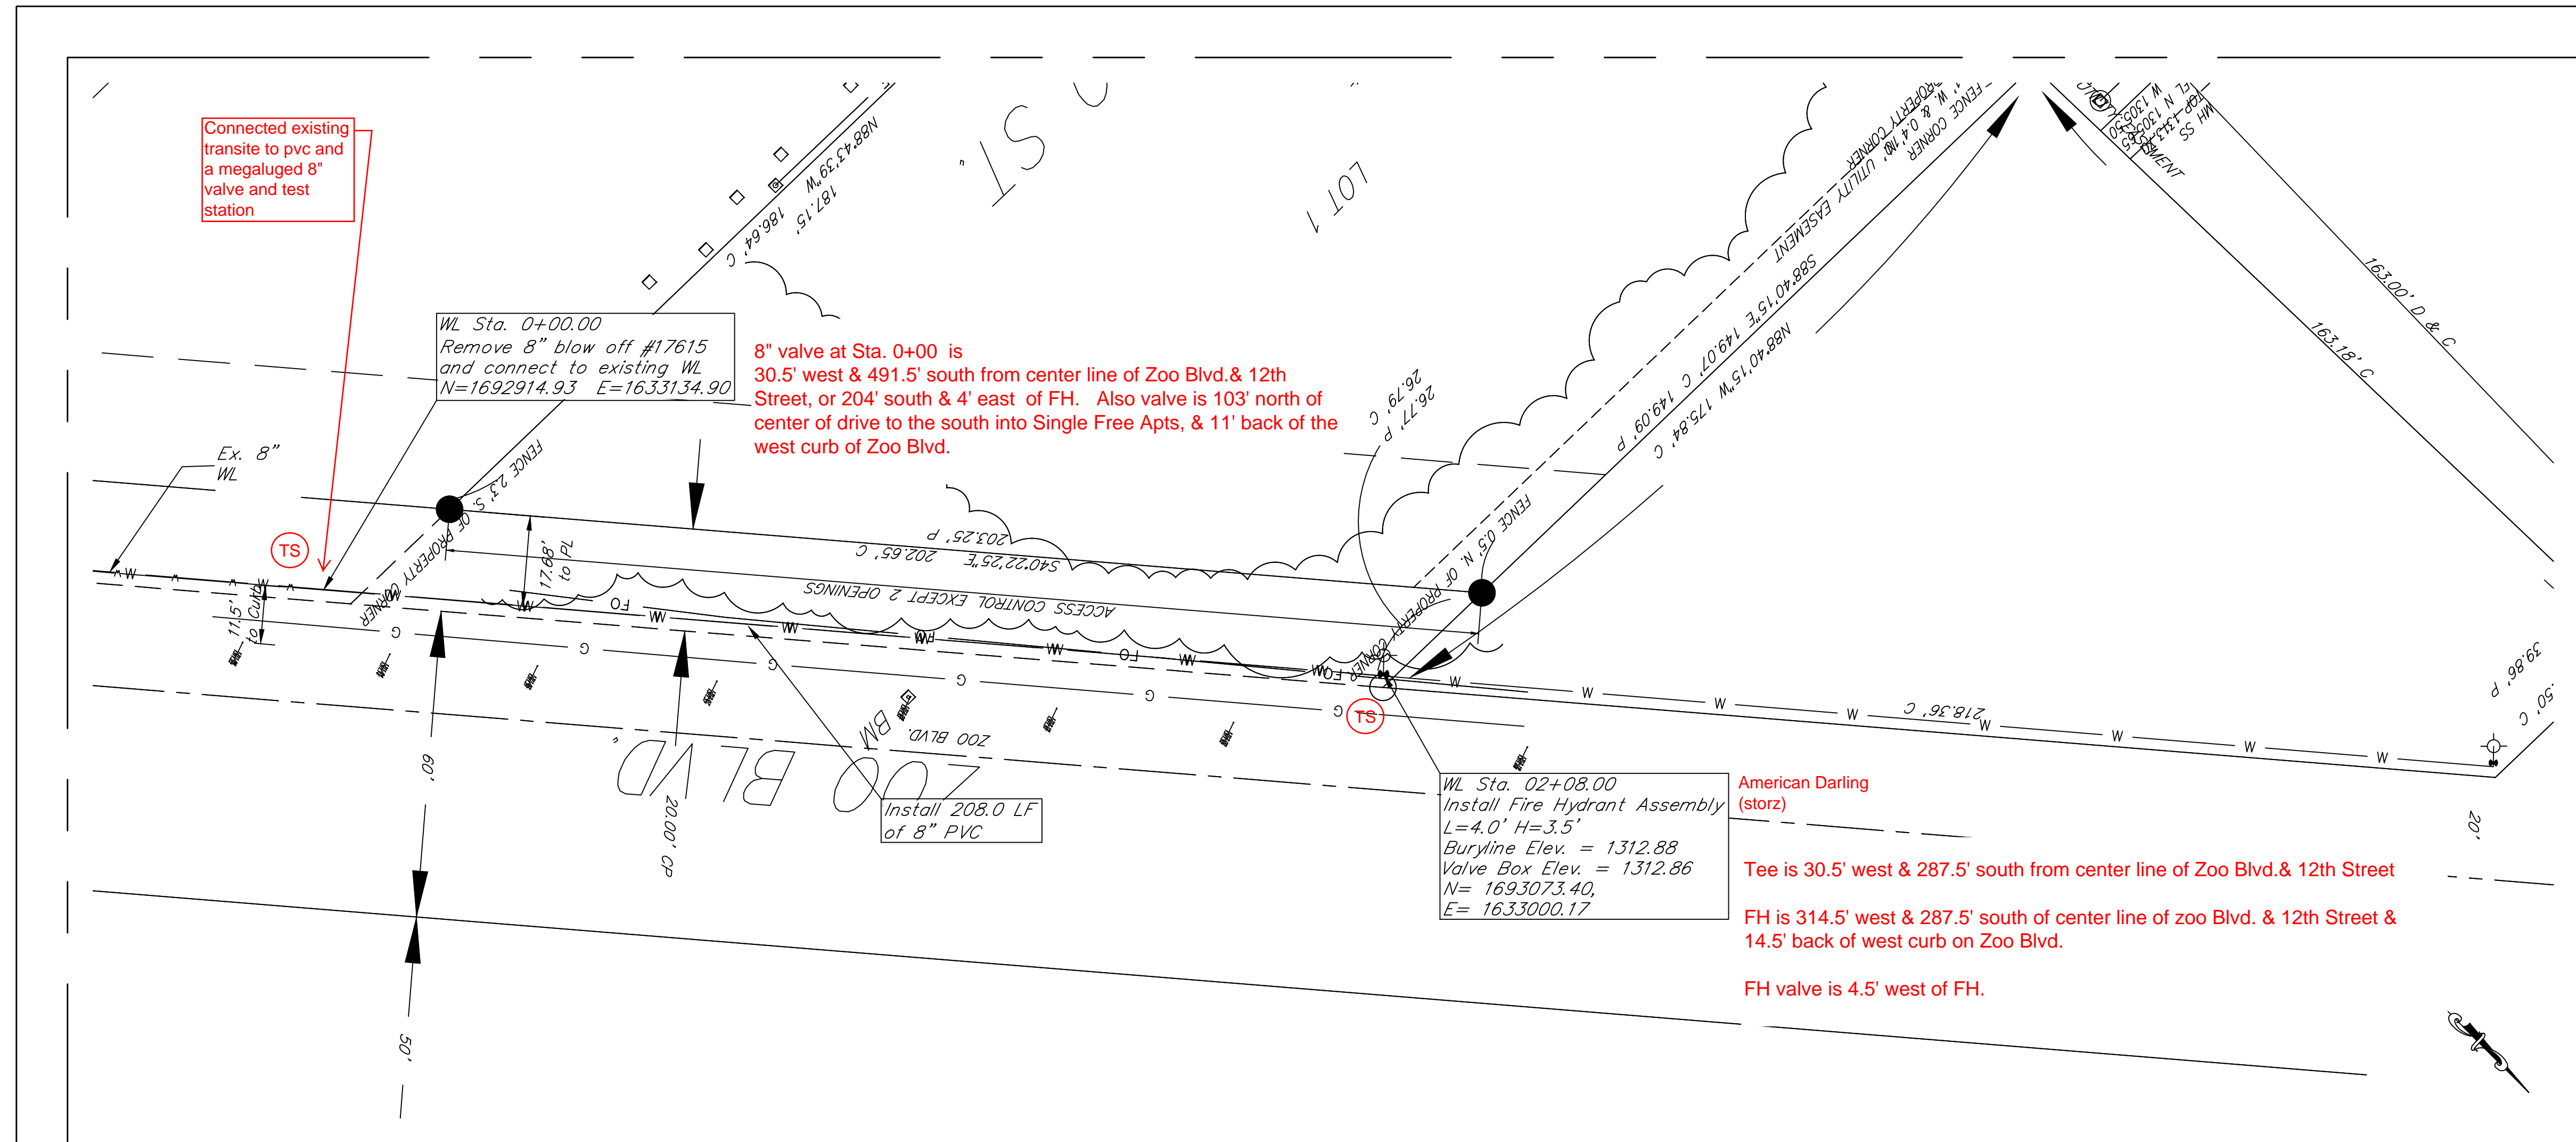 Connected existing
transite to pvc and
a megaluged 8"
valve and test
station
N88°43'39"W
187.15'
186.64' C
ST.
LOT 1
FENCE CORNER
PROPERTY CORNER
UTILITY EASEMENT
S88°40'15"E 149.07' C
149.09' P
N88°40'15"W 175.84' C
MH SS
163.00' D & C
163.18' C
WL Sta. 0+00.00
Remove 8" blow off #17615
and connect to existing WL
N=1692914.93 E=1633134.90
8" valve at Sta. 0+00 is
30.5' west & 491.5' south from center line of Zoo Blvd.& 12th
Street, or 204' south & 4' east of FH. Also valve is 103' north of
center of drive to the south into Single Free Apts, & 11' back of the
west curb of Zoo Blvd.
26.77' P
26.79' C
Ex. 8"
WL
TS
FENCE 2.3' S.
OF PROPERTY CORNER
17.68'
to PL
11.5'
to Curb
203.25' P
S40°22'25"E 202.65' C
ACCESS CONTROL EXCEPT 2 OPENINGS
FENCE 0.5' N. OF PROPERTY CORNER
TS
218.36' C
39.86' P
.50' C
BM
ZOO BLVD.
ZOO BLVD.
60'
20.00' CP
50'
20'
Install 208.0 LF
of 8" PVC
WL Sta. 02+08.00
Install Fire Hydrant Assembly
L=4.0' H=3.5'
Buryline Elev. = 1312.88
Valve Box Elev. = 1312.86
N= 1693073.40,
E= 1633000.17
American Darling
(storz)
Tee is 30.5' west & 287.5' south from center line of Zoo Blvd.& 12th Street
FH is 314.5' west & 287.5' south of center line of zoo Blvd. & 12th Street &
14.5' back of west curb on Zoo Blvd.
FH valve is 4.5' west of FH.